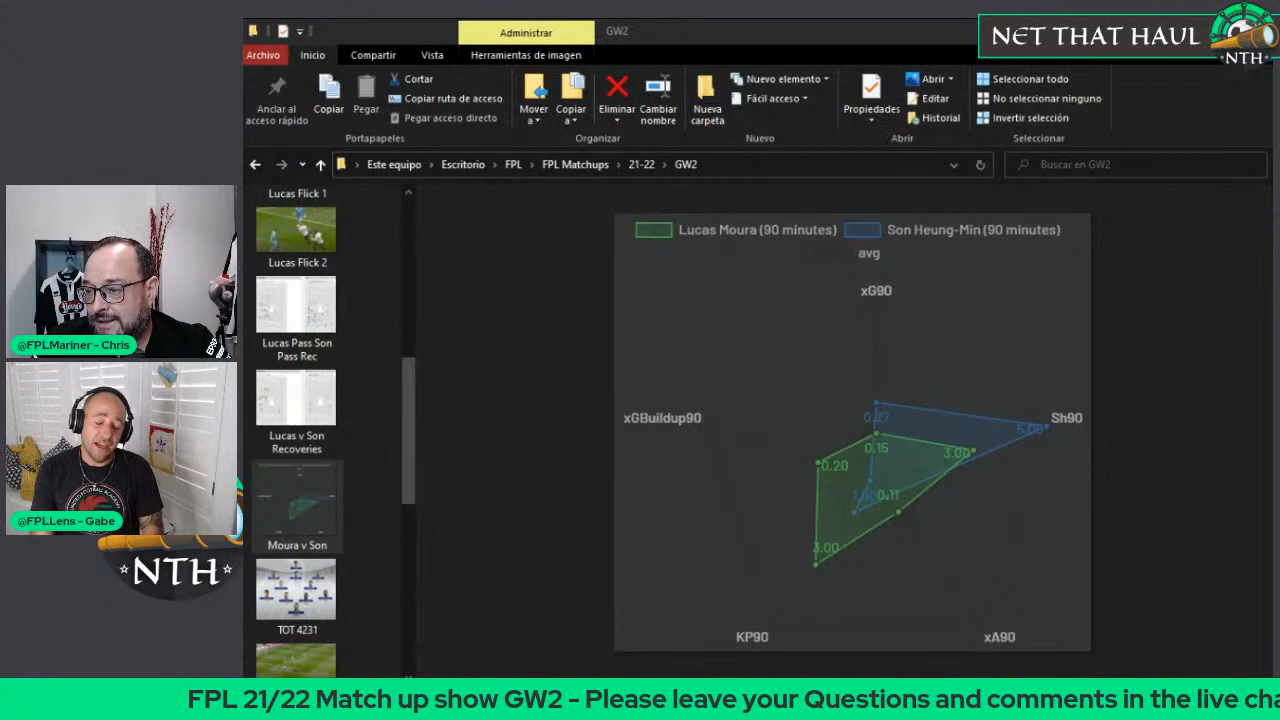 Administrar
GW2
Archivo
Inicio
Compartir
Vista
Herramientas de imagen
NET THAT HAUL
NTH
Anclar al
acceso rápido
Copiar
Pegar
Cortar
Copiar ruta de acceso
Pegar acceso directo
Portapapeles
Mover
a
Copiar
a
Eliminar
Cambiar
nombre
Organizar
Nueva
carpeta
Nuevo elemento
Fácil acceso
Nuevo
Propiedades
Abrir
Editar
Historial
Abrir
Seleccionar todo
No seleccionar ninguno
Invertir selección
Seleccionar
Este equipo
Escritorio
FPL
FPL Matchups
21-22
GW2
Buscar en GW2
Lucas Flick 1
Lucas Flick 2
Lucas Pass Son
Pass Rec
Lucas v Son
Recoveries
Moura v Son
TOT 4231
Lucas Moura (90 minutes)
Son Heung-Min (90 minutes)
avg
xG90
xGBuildup90
Sh90
0.27
5.00
0.15
3.00
0.20
0.11
3.00
KP90
xA90
@FPLMariner - Chris
@FPLLens - Gabe
NTH
FPL 21/22 Match up show GW2 - Please leave your Questions and comments in the live cha